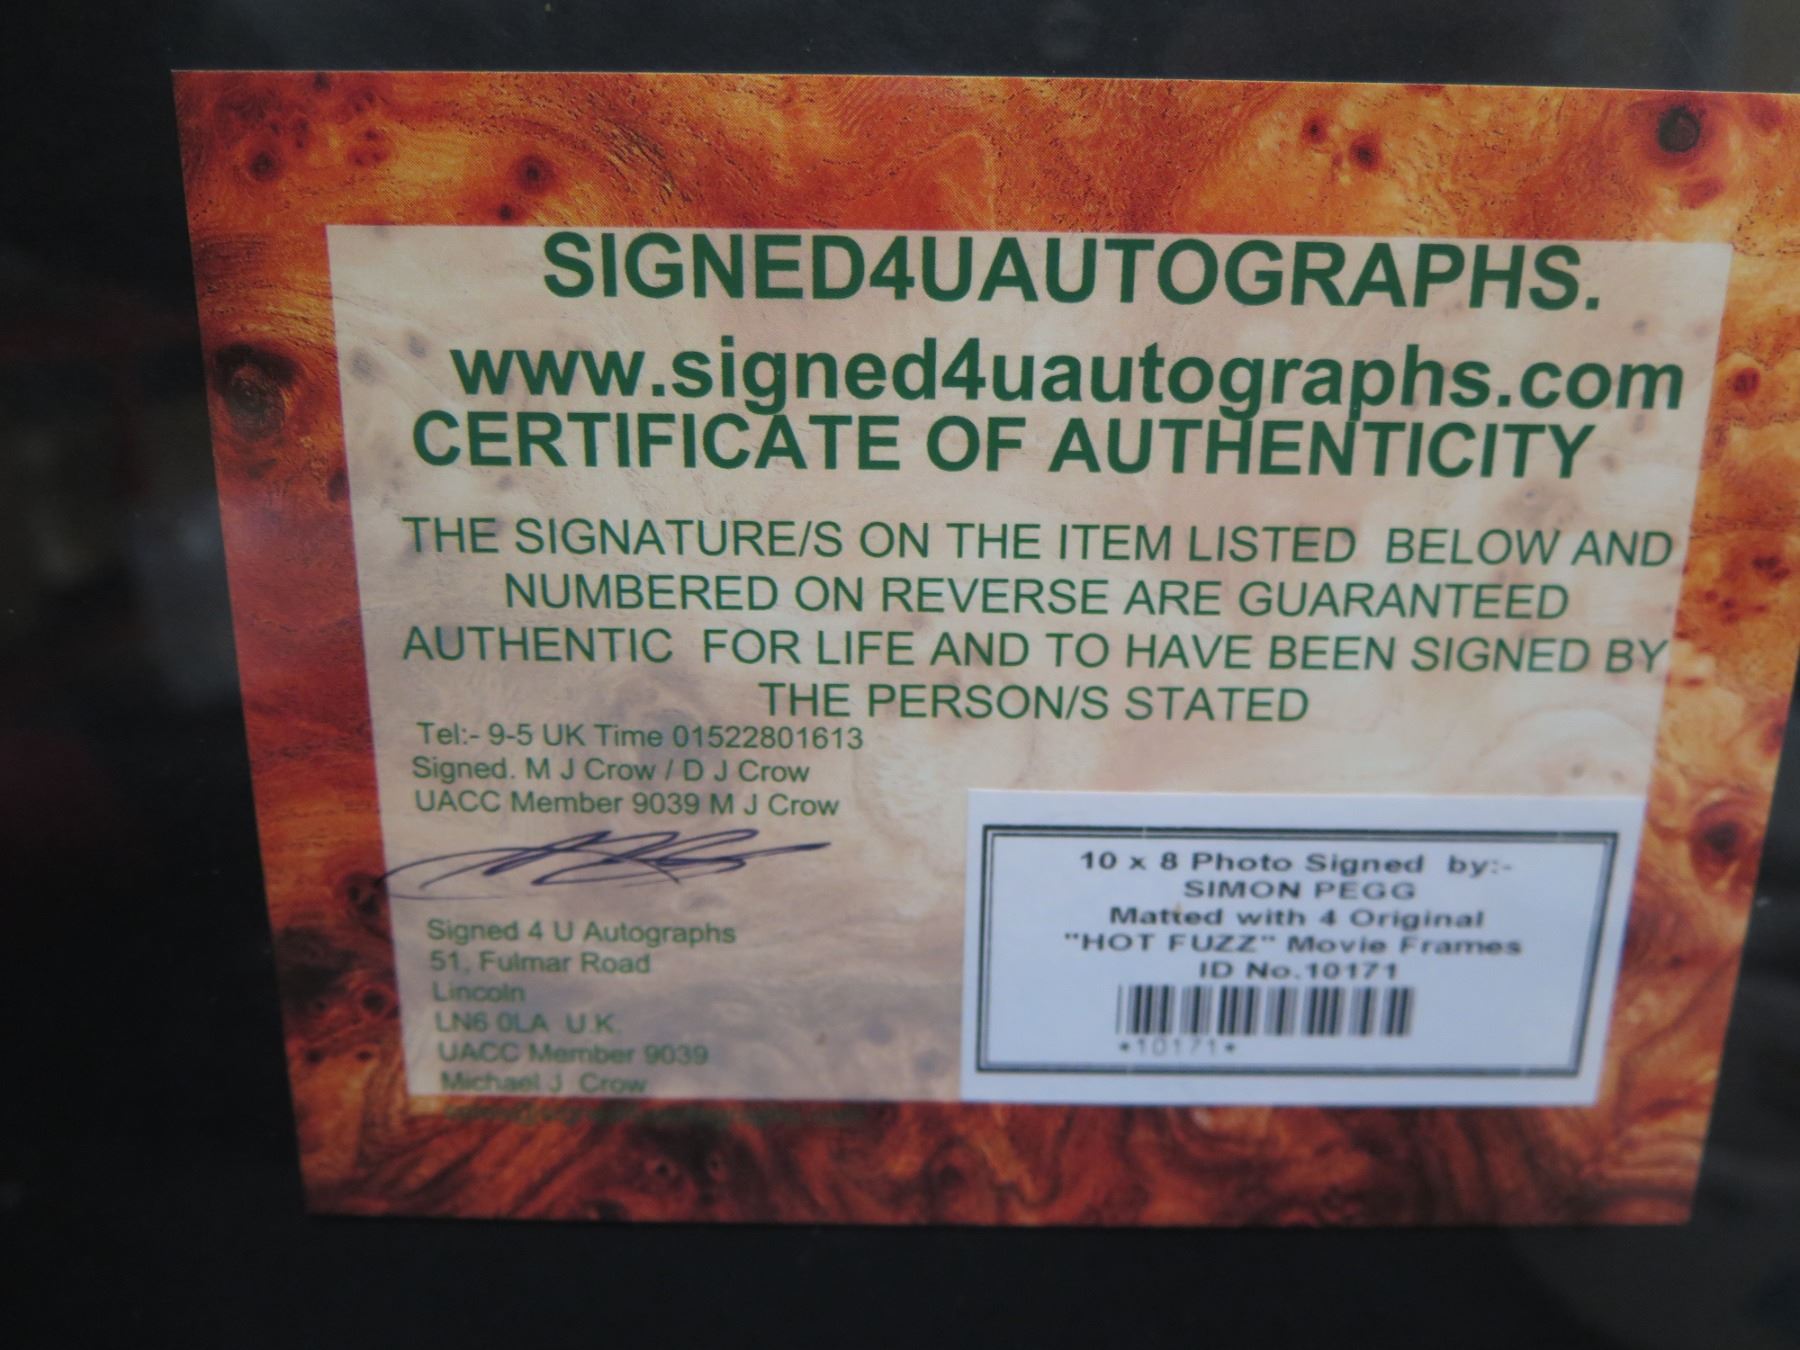 SIGNED4UAUTOGRAPHS.
www.signed4uautographs.com
CERTIFICATE OF AUTHENTICITY
THE SIGNATURE/S ON THE ITEM LISTED BELOW AND
NUMBERED ON REVERSE ARE GUARANTEED
AUTHENTIC FOR LIFE AND TO HAVE BEEN SIGNED BY
THE PERSON/S STATED
Tel:- 9-5 UK Time 01522801613
Signed. M J Crow / D J Crow
UACC Member 9039 M J Crow
Signed 4 U Autographs
51, Fulmar Road
Lincoln
LN6 0LA U.K.
UACC Member 9039
Michael J Crow
10 x 8 Photo Signed by:-
SIMON PEGG
Matted with 4 Original
"HOT FUZZ" Movie Frames
ID No.10171
*10171*